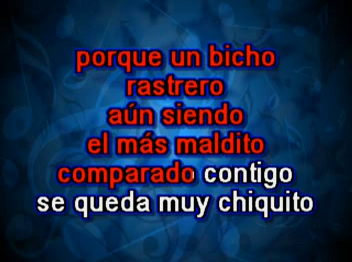 porque un bicho
rastrero
aún siendo
el más maldito
comparado contigo
se queda muy chiquito